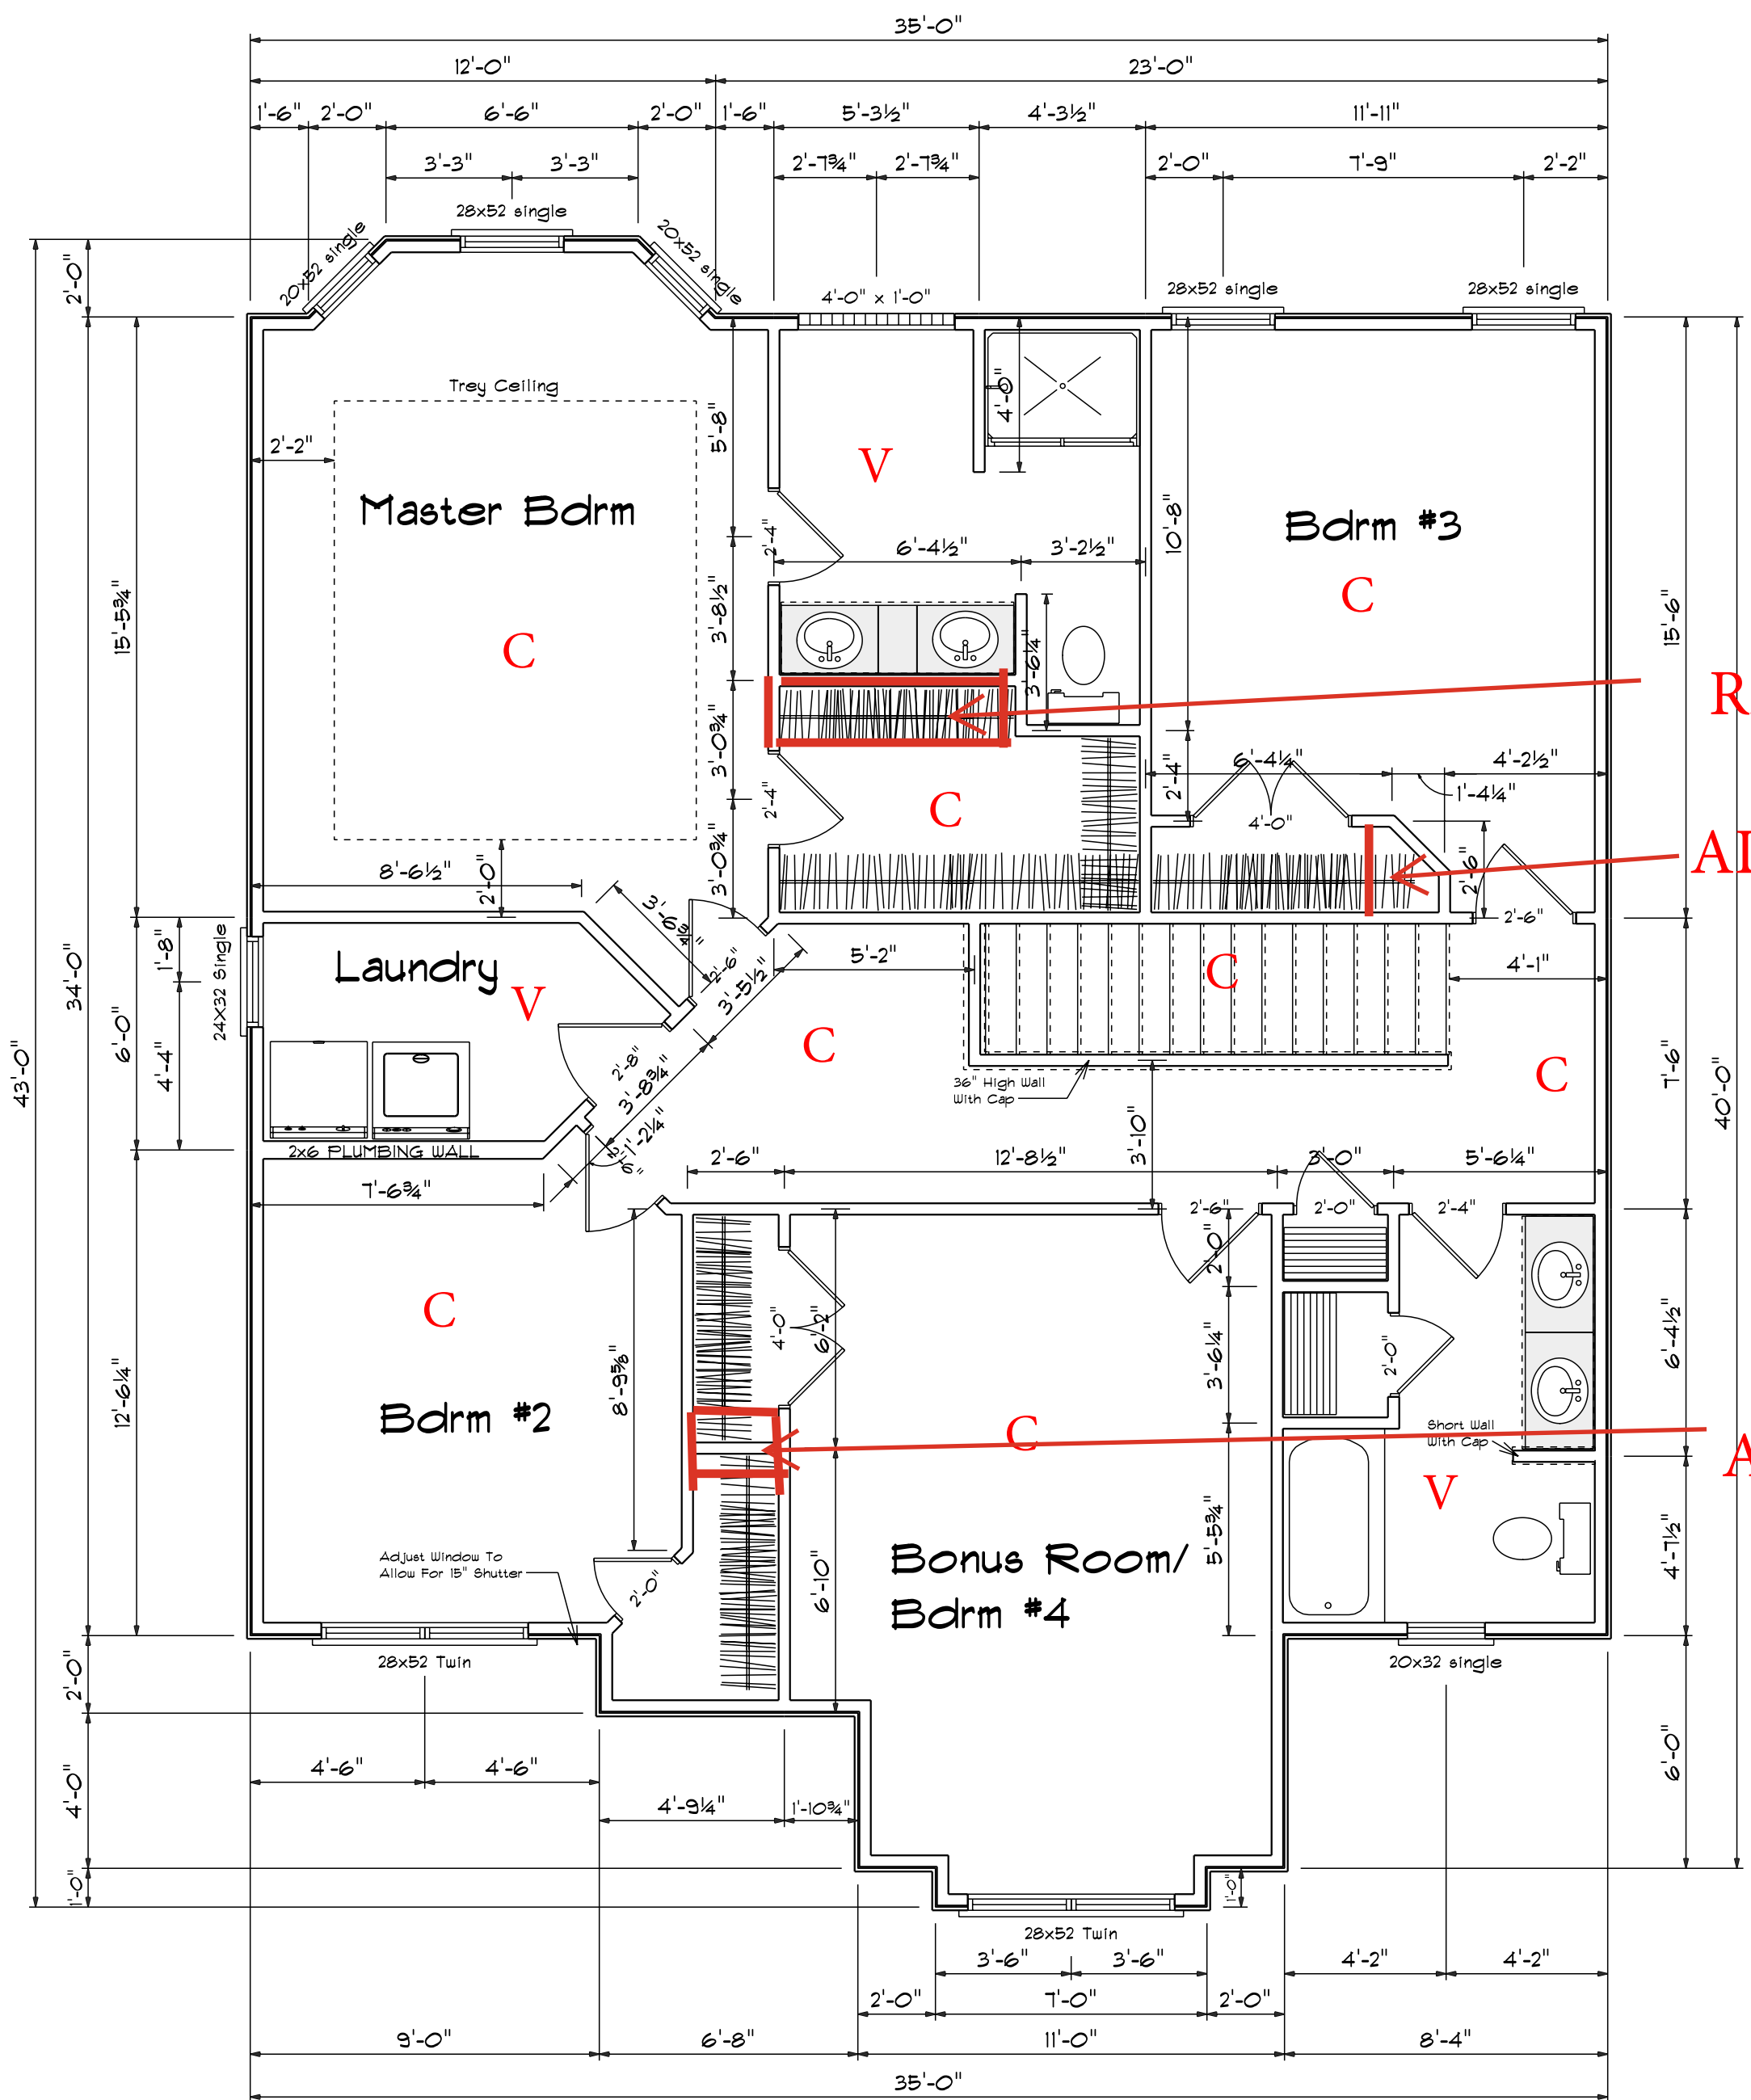 35'-0"
12'-0"
23'-0"
1'-6"
2'-0"
6'-6"
2'-0"
1'-6"
5'-3½"
4'-3½"
11'-11"
3'-3"
3'-3"
2'-7¾"
2'-7¾"
2'-0"
7'-9"
2'-2"
28x52 single
20x52 single
20x52 single
4'-0" x 1'-0"
28x52 single
28x52 single
2'-0"
Trey Ceiling
2'-2"
5'-8"
4'-0"
V
Master Bdrm
Bdrm #3
10'-8"
2'-4"
6'-4½"
3'-2½"
C
15'-5¾"
3'-8½"
15'-6"
C
3'-6¼"
R
3'-0¾"
2'-4"
6'-4¼"
4'-2½"
2'-4"
1'-4¼"
C
4'-0"
AI
8'-6½"
2'-0"
3'-0¾"
2'-6"
3'-6¾"
2'-6"
1'-8"
24X32 Single
Laundry
V
2'-6"
3'-5½"
5'-2"
C
4'-1"
34'-0"
43'-0"
6'-0"
4'-4"
2'-8"
3'-8¾"
C
36" High Wall
With Cap
C
7'-6"
40'-0"
2x6 PLUMBING WALL
1'-2¼"
2'-6"
2'-6"
12'-8½"
3'-10"
3'-0"
5'-6¼"
7'-6¾"
2'-6"
2'-0"
2'-4"
2'-0"
C
4'-0"
6'-2"
3'-6¼"
2'-0"
6'-4½"
12'-6¼"
8'-9⅝"
Bdrm #2
C
Short Wall
With Cap
A
V
5'-5¾"
4'-7½"
Adjust Window To
Allow For 15" Shutter
2'-0"
6'-10"
Bonus Room/
Bdrm #4
28x52 Twin
20x32 single
2'-0"
4'-6"
4'-6"
4'-0"
6'-0"
4'-9¼"
1'-10¾"
1'-0"
1'-0"
28x52 Twin
3'-6"
3'-6"
4'-2"
4'-2"
2'-0"
7'-0"
2'-0"
9'-0"
6'-8"
11'-0"
8'-4"
35'-0"